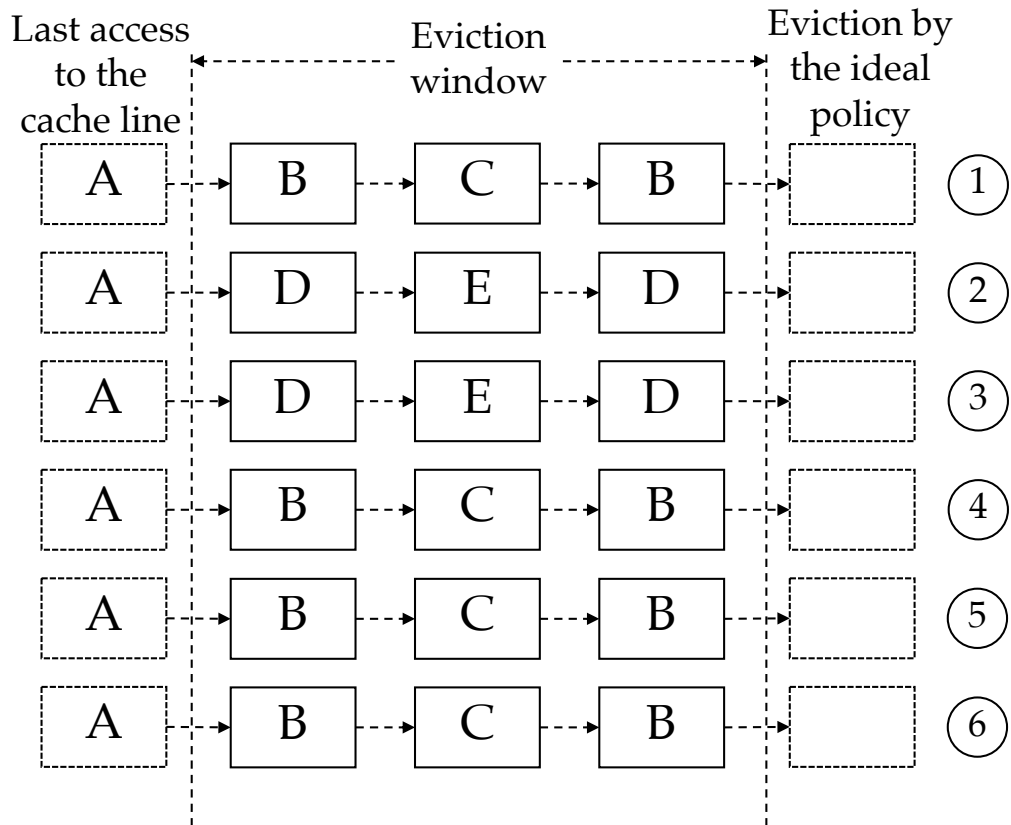 Last access
to the
cache line
Eviction
window
Eviction by
the ideal
policy
A B C B 1
A D E D 2
A D E D 3
A B C B 4
A B C B 5
A B C B 6